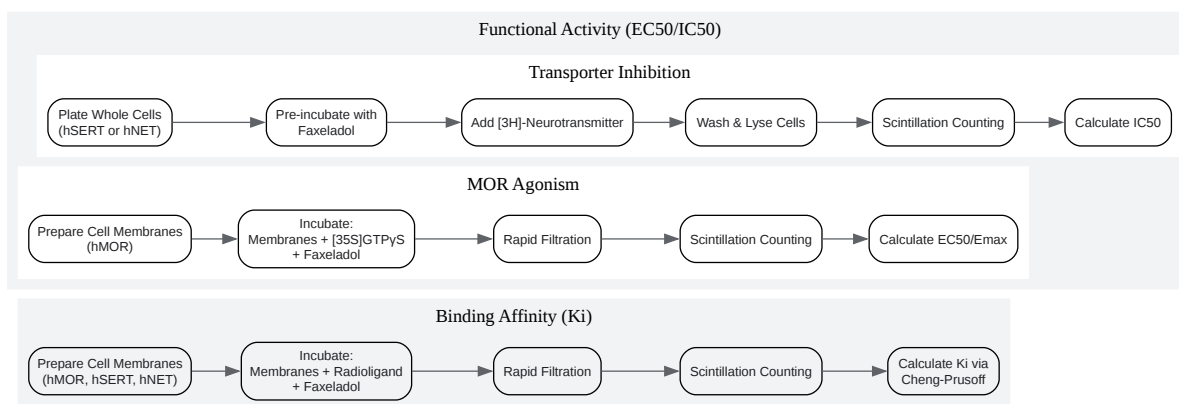 Functional Activity (EC50/IC50)
Transporter Inhibition
Plate Whole Cells
(hSERT or hNET)
Pre-incubate with
Faxeladol
Add [3H]-Neurotransmitter
Wash & Lyse Cells
Scintillation Counting
Calculate IC50
MOR Agonism
Prepare Cell Membranes
(hMOR)
Incubate:
Membranes + [35S]GTPγS
+ Faxeladol
Rapid Filtration
Scintillation Counting
Calculate EC50/Emax
Binding Affinity (Ki)
Prepare Cell Membranes
(hMOR, hSERT, hNET)
Incubate:
Membranes + Radioligand
+ Faxeladol
Rapid Filtration
Scintillation Counting
Calculate Ki via
Cheng-Prusoff